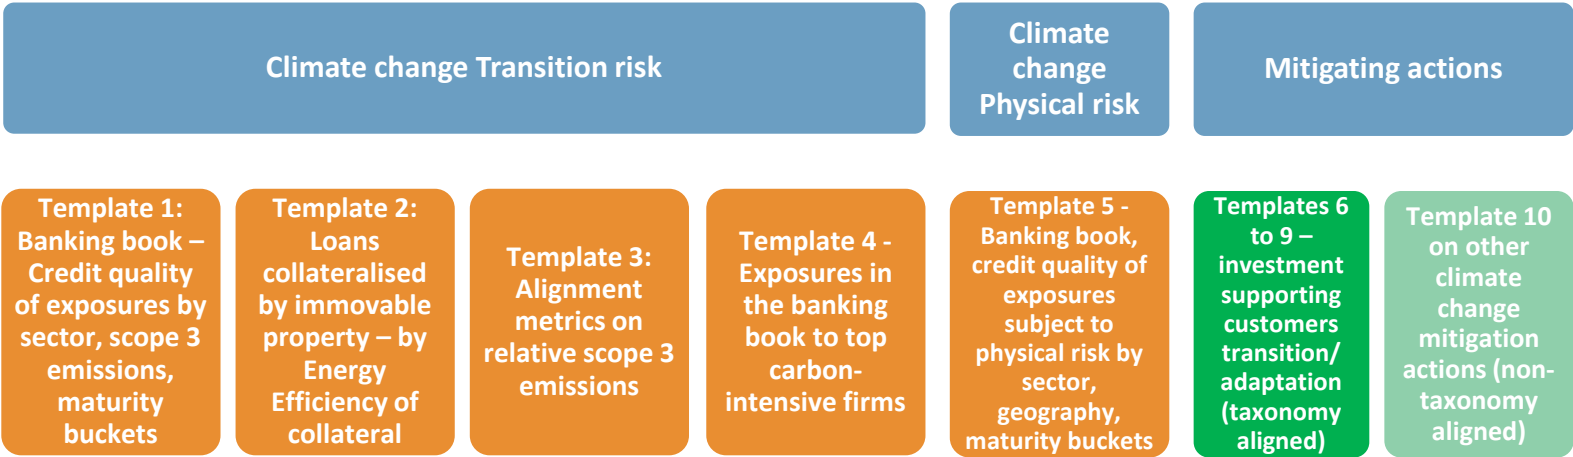 Climate change Transition risk
Climate
change
Physical risk
Mitigating actions
Template 1:
Banking book –
Credit quality
of exposures by
sector, scope 3
emissions,
maturity
buckets
Template 2:
Loans
collateralised
by immovable
property – by
Energy
Efficiency of
collateral
Template 3:
Alignment
metrics on
relative scope 3
emissions
Template 4 -
Exposures in
the banking
book to top
carbon-
intensive firms
Template 5 -
Banking book,
credit quality of
exposures
subject to
physical risk by
sector,
geography,
maturity buckets
Templates 6
to 9 –
investment
supporting
customers
transition/
adaptation
(taxonomy
aligned)
Template 10
on other
climate
change
mitigation
actions (non-
taxonomy
aligned)